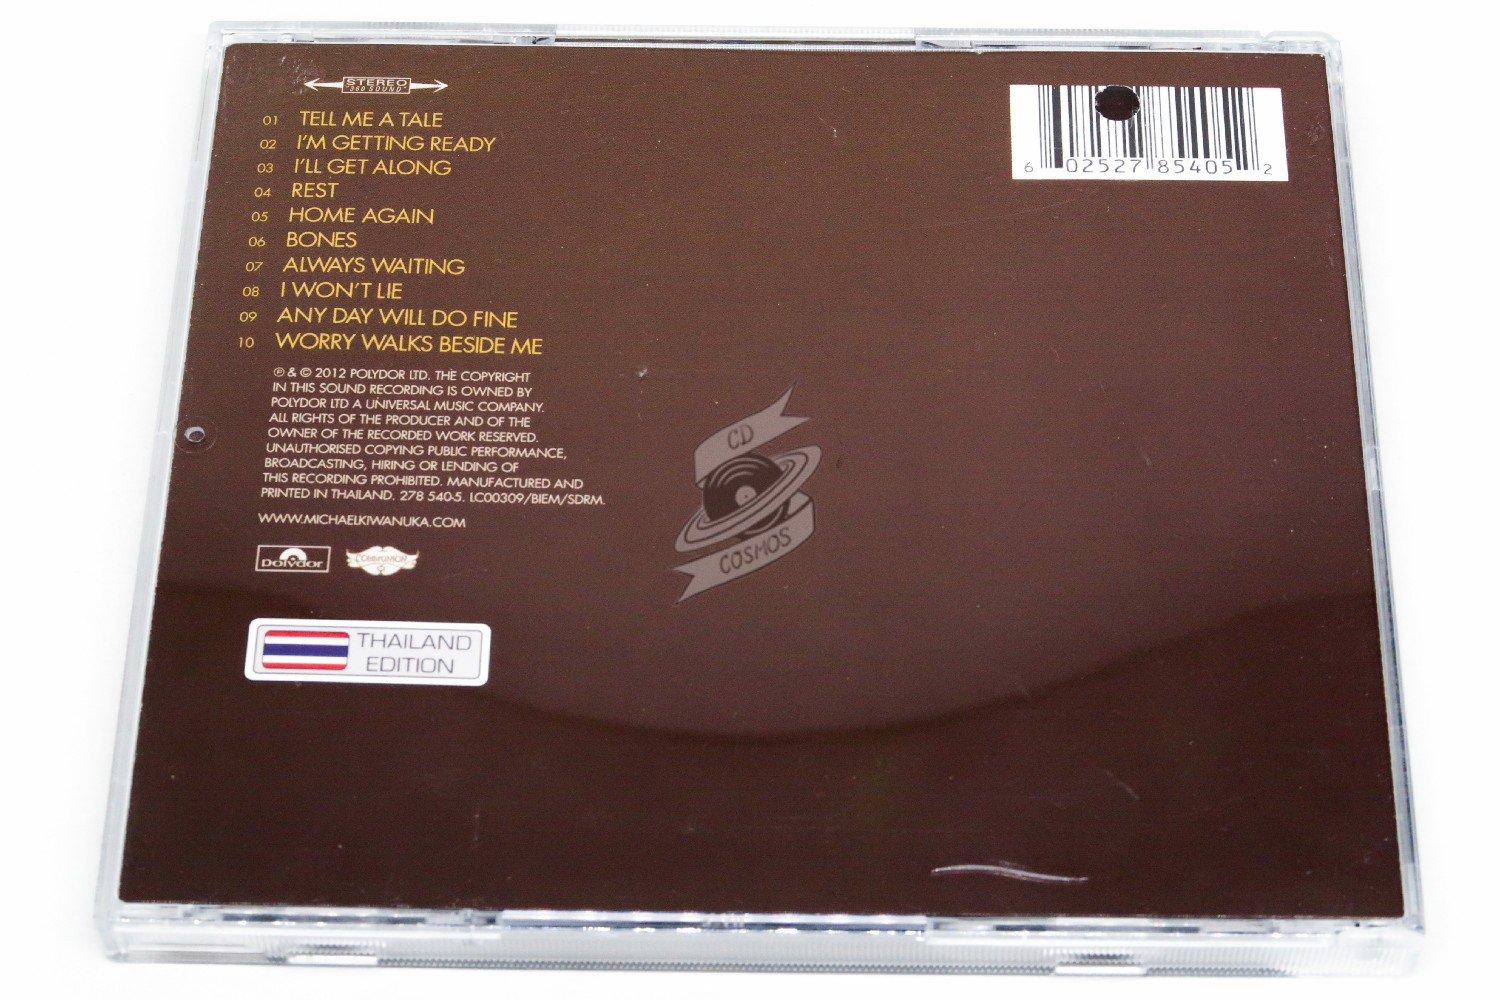 STEREO
"360 SOUND"
01 TELL ME A TALE
02 I'M GETTING READY
03 I'LL GET ALONG
04 REST
05 HOME AGAIN
06 BONES
07 ALWAYS WAITING
08 I WON'T LIE
09 ANY DAY WILL DO FINE
10 WORRY WALKS BESIDE ME
℗ & © 2012 POLYDOR LTD. THE COPYRIGHT
IN THIS SOUND RECORDING IS OWNED BY
POLYDOR LTD A UNIVERSAL MUSIC COMPANY.
ALL RIGHTS OF THE PRODUCER AND OF THE
OWNER OF THE RECORDED WORK RESERVED.
UNAUTHORISED COPYING PUBLIC PERFORMANCE,
BROADCASTING, HIRING OR LENDING OF
THIS RECORDING PROHIBITED. MANUFACTURED AND
PRINTED IN THAILAND. 278 540-5. LC00309/BIEM/SDRM.
WWW.MICHAELKIWANUKA.COM
polydor COMMUNION
THAILAND
EDITION
6 02527 85405 2
CD
COSMOS